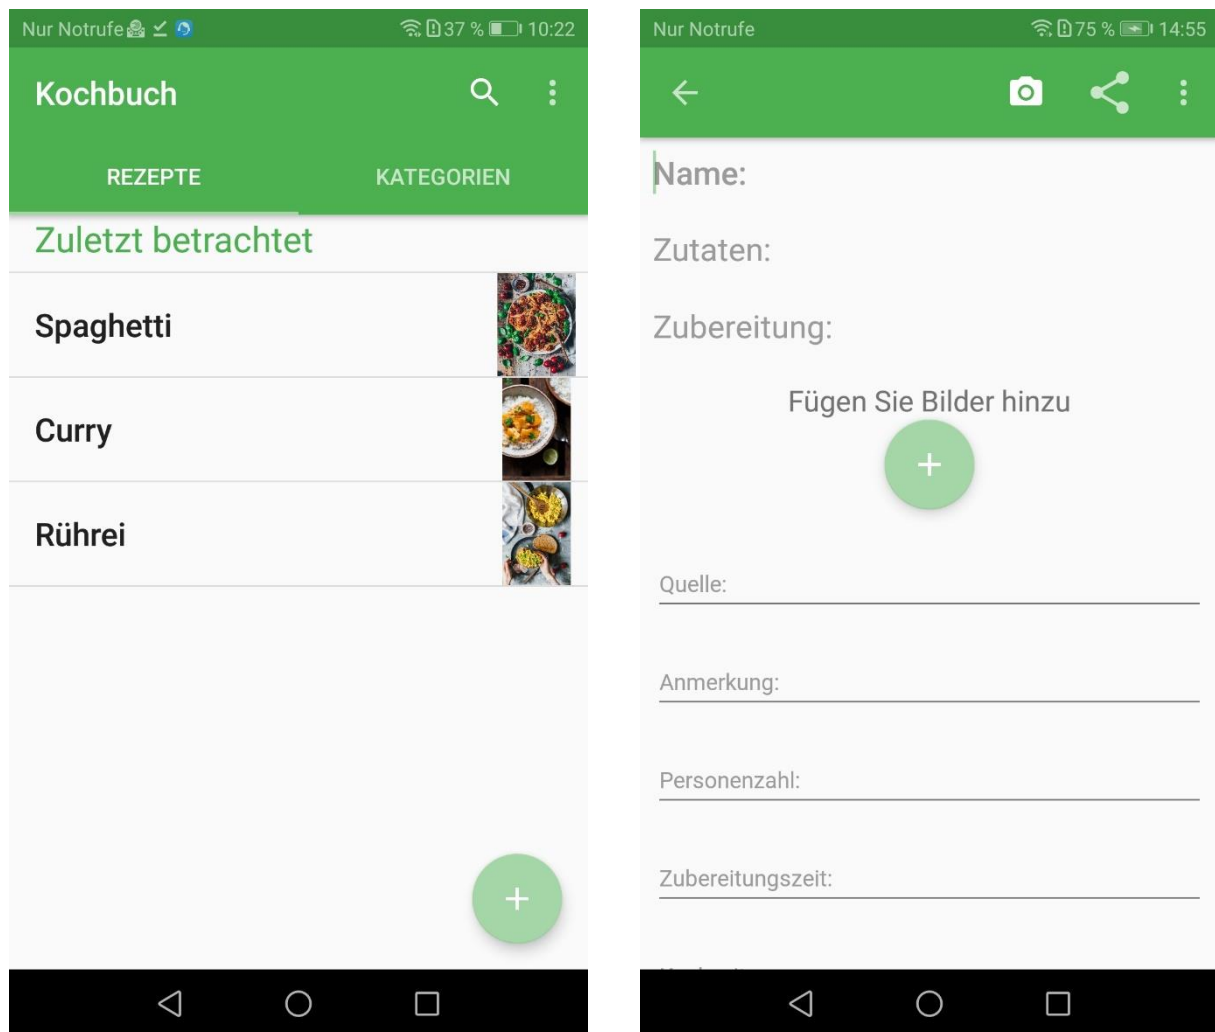 Nur Notrufe 37 % 10:22
Kochbuch
REZEPTE KATEGORIEN
Zuletzt betrachtet
Spaghetti
Curry
Rührei
Nur Notrufe 75 % 14:55
Name:
Zutaten:
Zubereitung:
Fügen Sie Bilder hinzu
Quelle:
Anmerkung:
Personenzahl:
Zubereitungszeit: